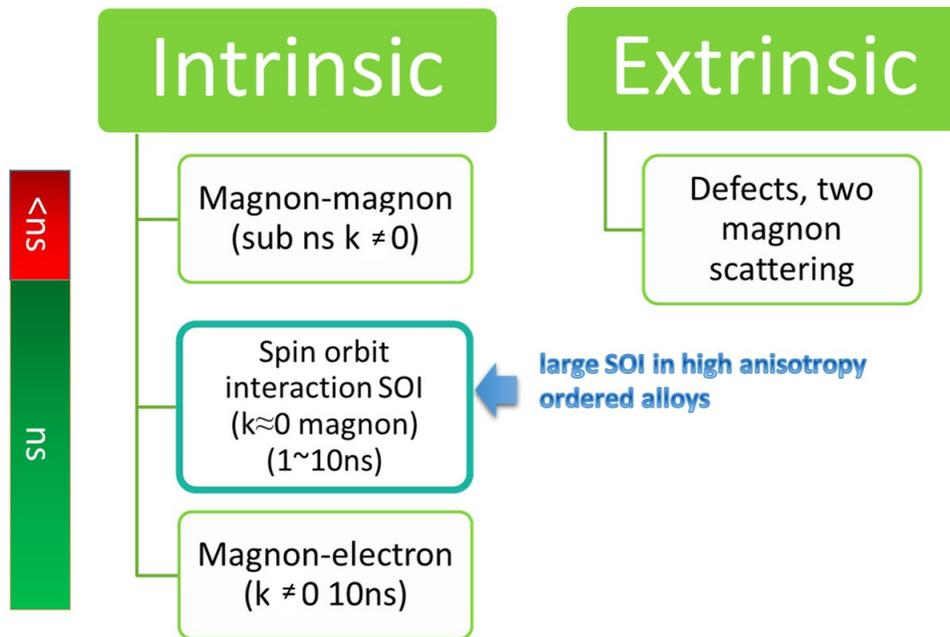 Intrinsic
Extrinsic
<ns
ns
Magnon-magnon
(sub ns k ≠0)
Spin orbit
interaction SOI
(k≈0 magnon)
(1~10ns)
Magnon-electron
(k ≠0 10ns)
Defects, two
magnon
scattering
large SOI in high anisotropy
ordered alloys